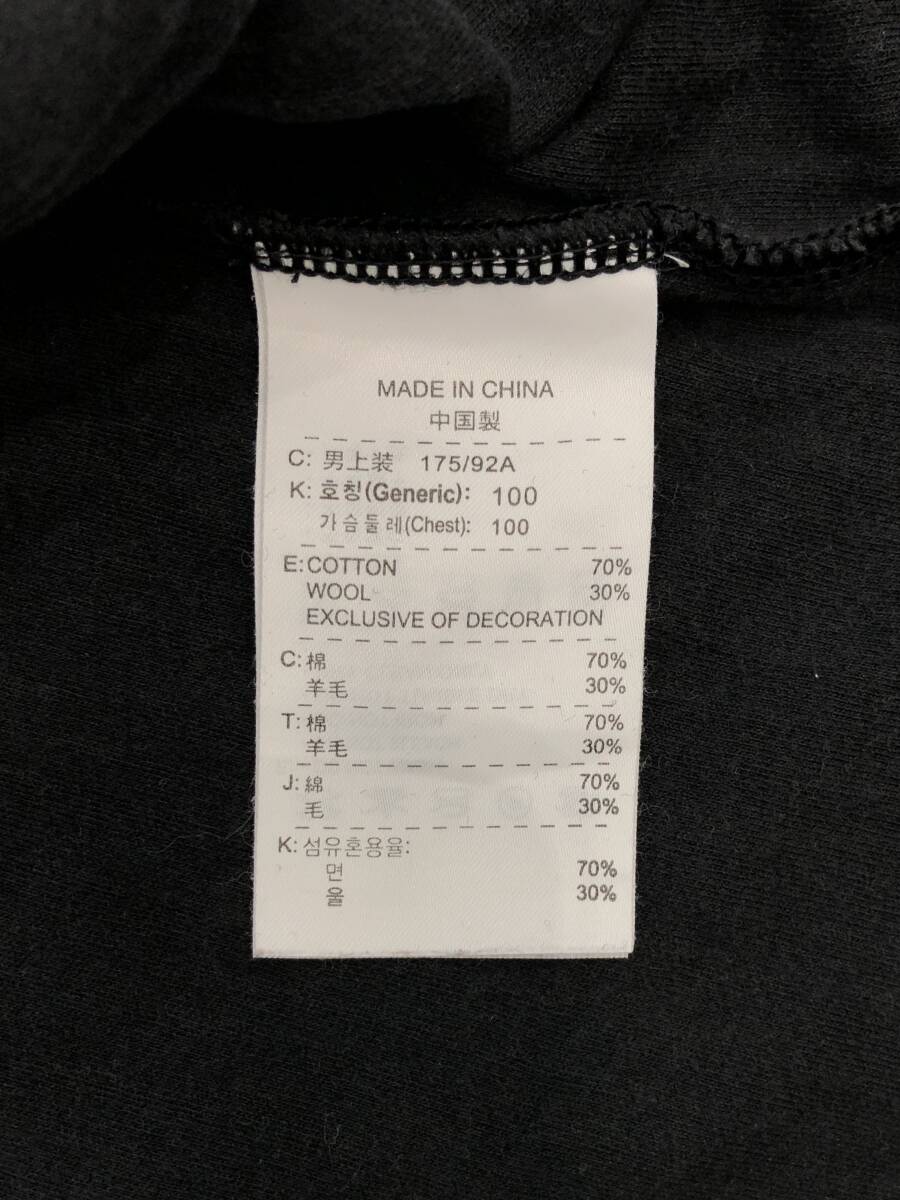 MADE IN CHINA
中国製
C: 男上装 175/92A
K: 호칭(Generic): 100
가슴둘레(Chest): 100
E:COTTON 70%
WOOL 30%
EXCLUSIVE OF DECORATION
C:棉 70%
羊毛 30%
T:棉 70%
羊毛 30%
J:綿 70%
毛 30%
K:섬유혼용율:
면 70%
울 30%